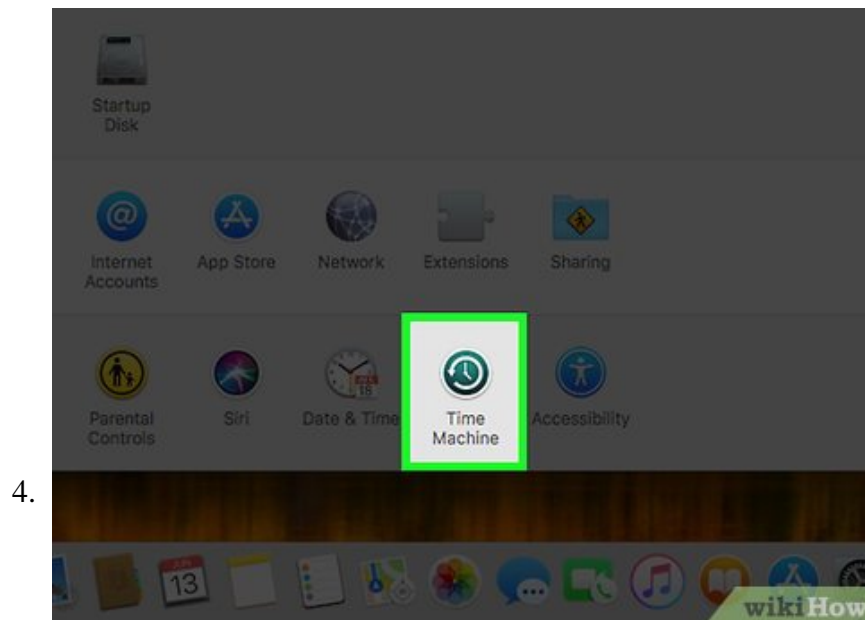 Startup
Disk
Internet
Accounts
App Store
Network
Extensions
Sharing
Parental
Controls
Siri
Date & Time
Time
Machine
Accessibility
4.
JUN
13
wikiHow